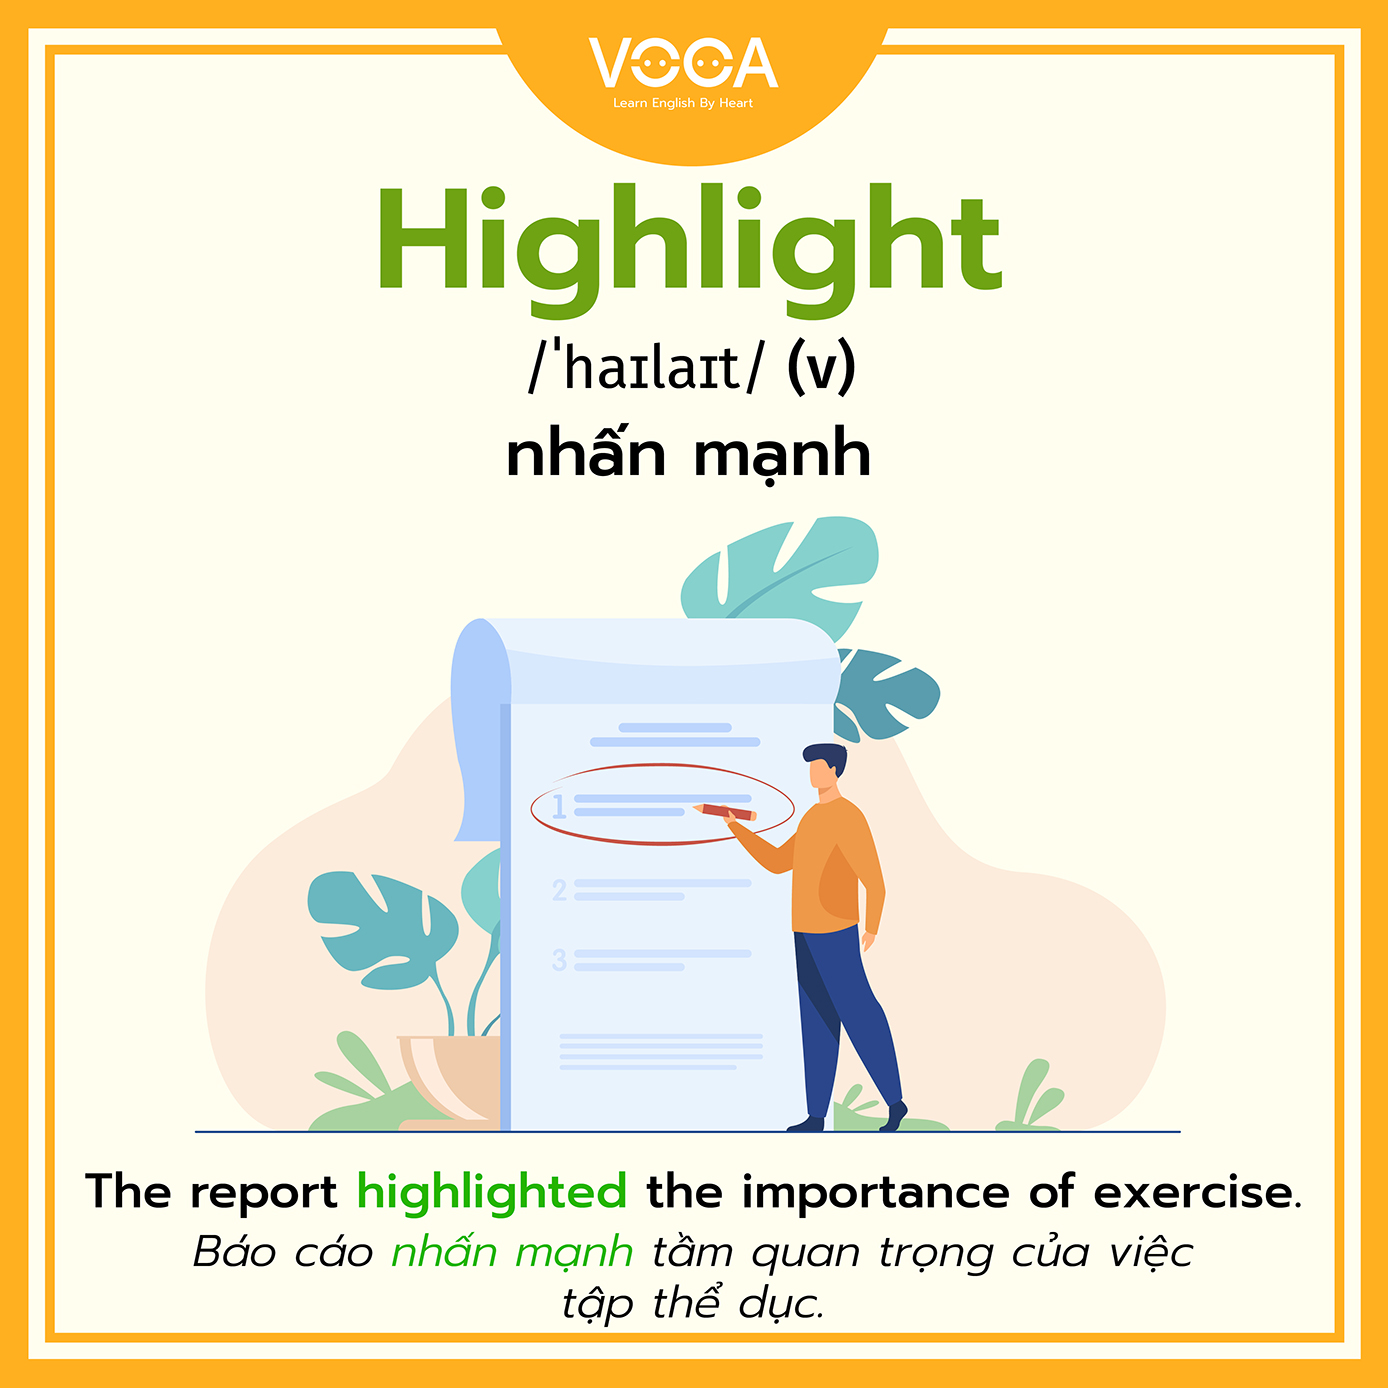 VOCA
Learn English By Heart
Highlight
/ˈhaɪlaɪt/ (v)
nhấn mạnh
1
2
3
The report highlighted the importance of exercise.
Báo cáo nhấn mạnh tầm quan trọng của việc
tập thể dục.